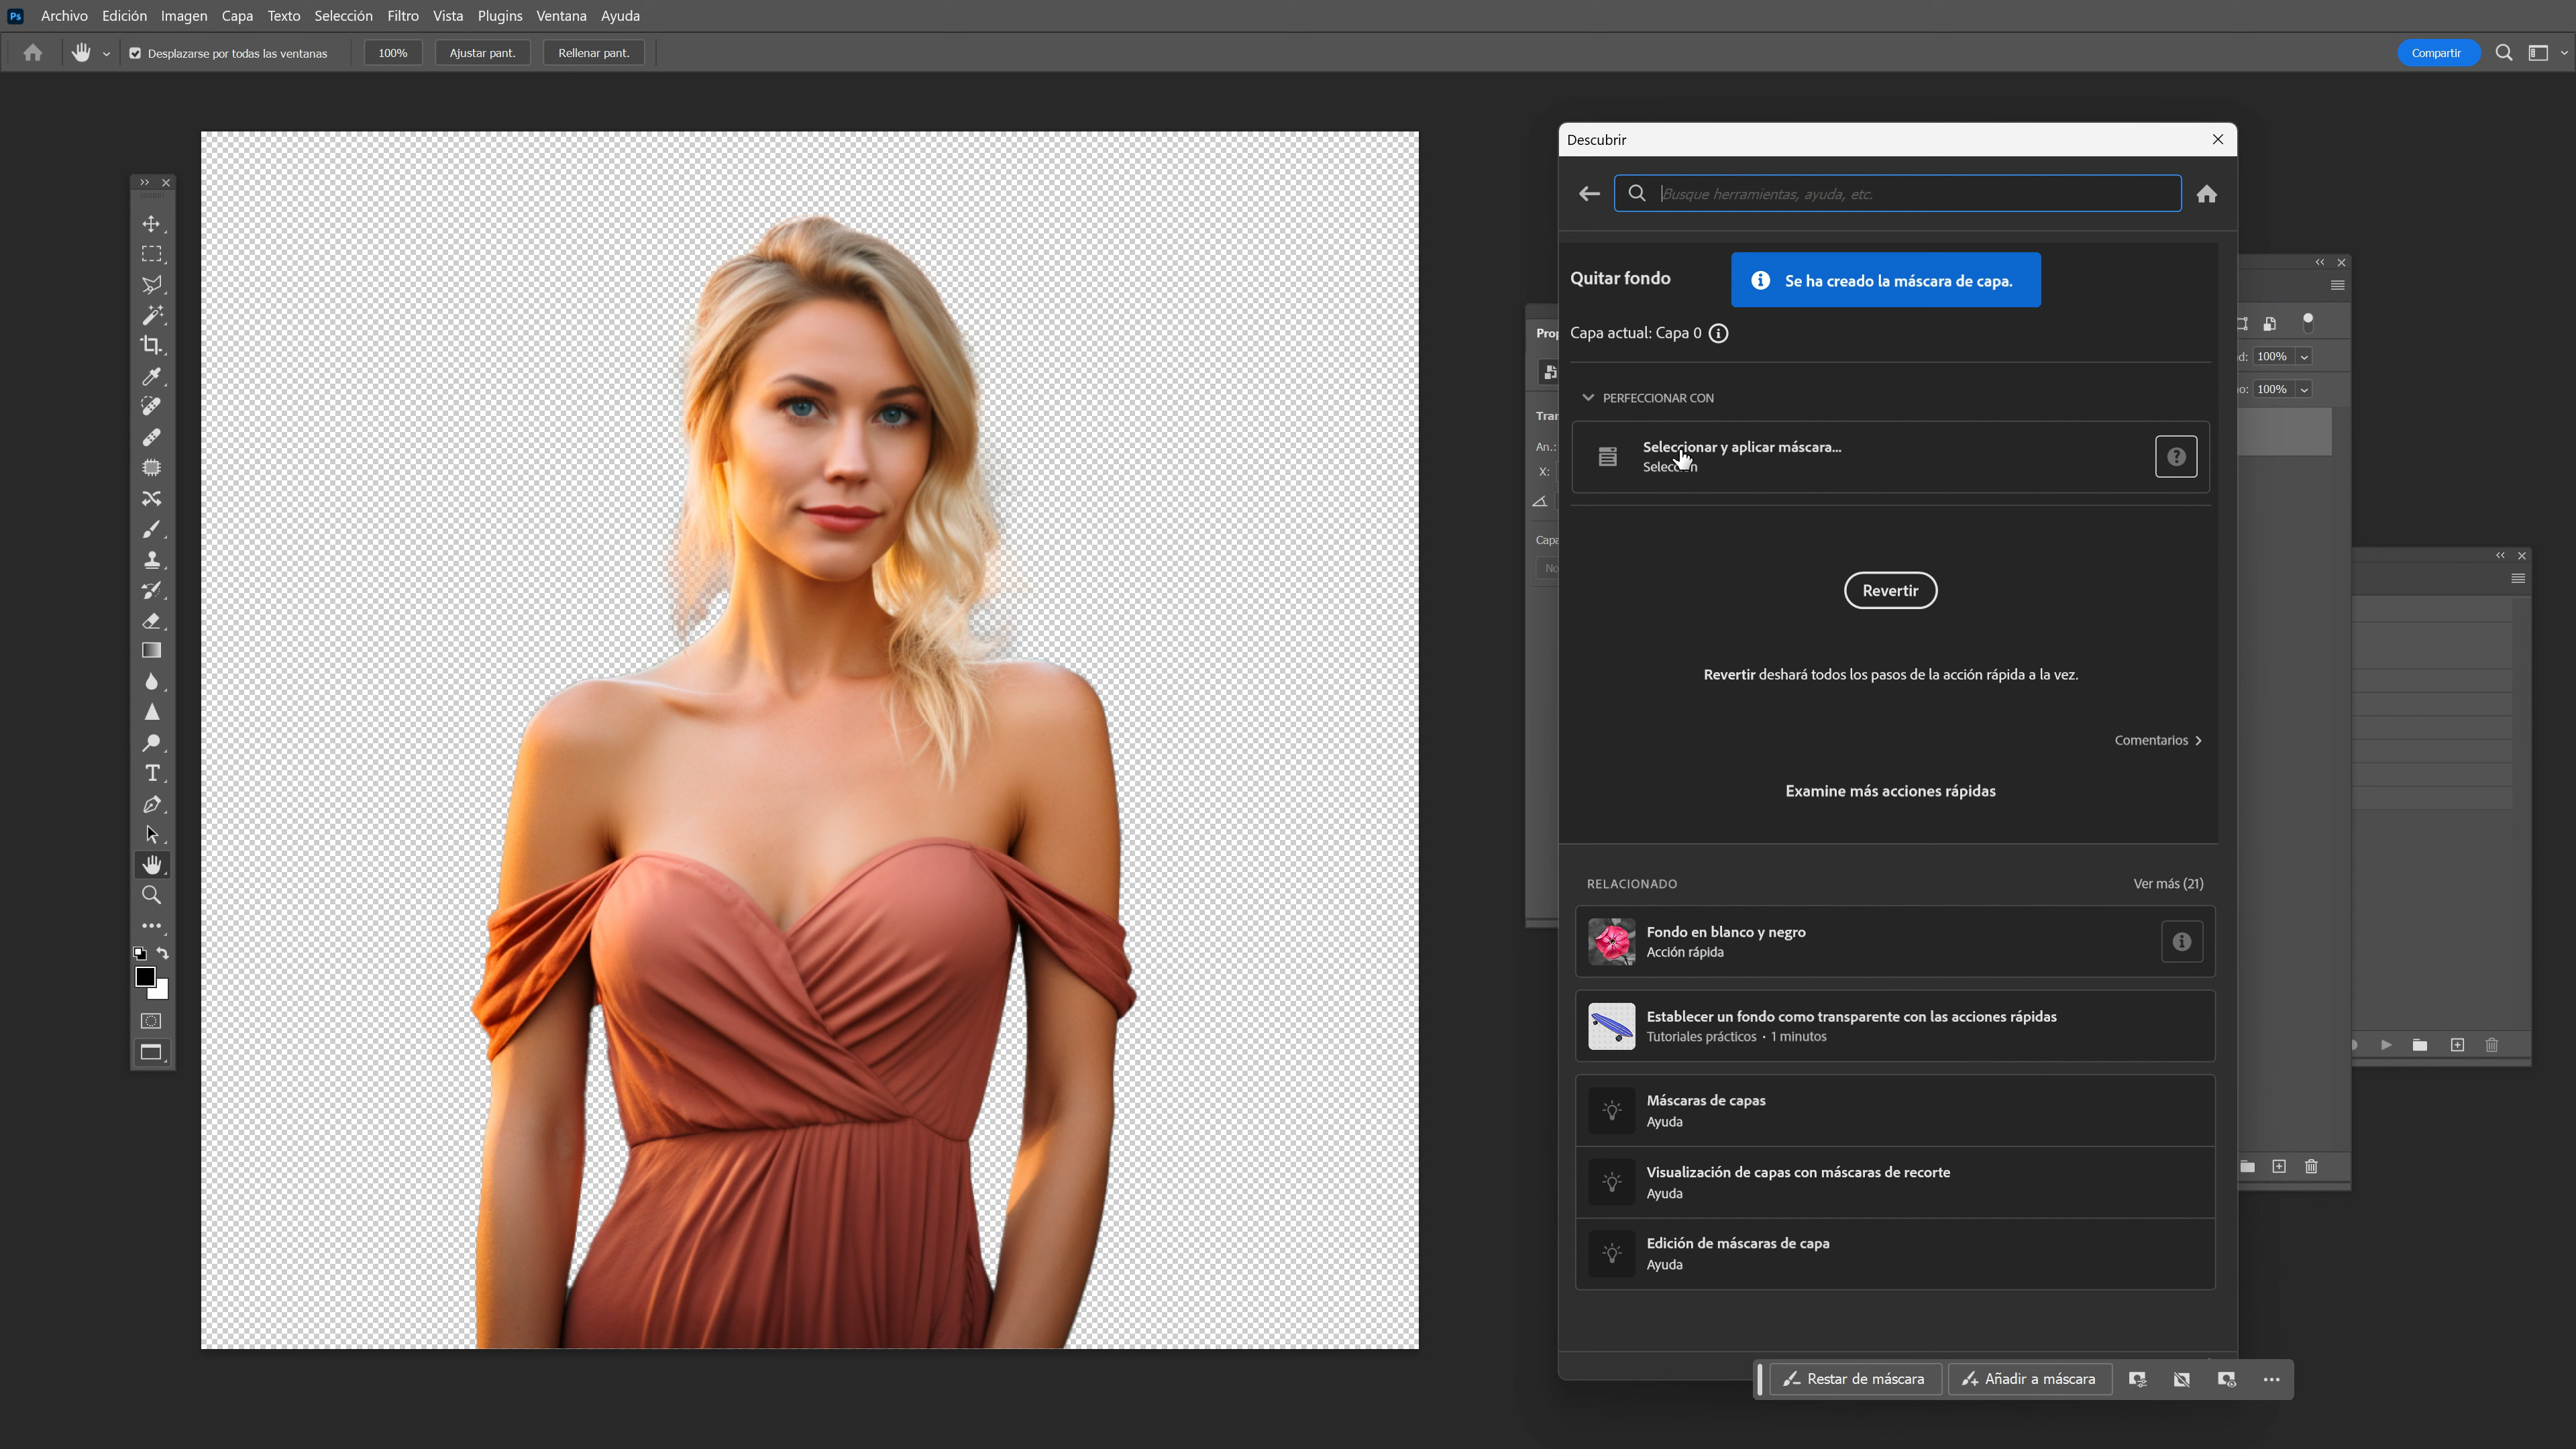 Ps Archivo Edición Imagen Capa Texto Selección Filtro Vista Plugins Ventana Ayuda
Desplazarse por todas las ventanas 100% Ajustar pant. Rellenar pant. Compartir
Descubrir
Busque herramientas, ayuda, etc.
Quitar fondo
Se ha creado la máscara de capa.
Capa actual: Capa 0
100%
100%
PERFECCIONAR CON
Seleccionar y aplicar máscara...
Selección
An.:
X:
Revertir
Revertir deshará todos los pasos de la acción rápida a la vez.
Comentarios
Examine más acciones rápidas
RELACIONADO Ver más (21)
Fondo en blanco y negro
Acción rápida
Establecer un fondo como transparente con las acciones rápidas
Tutoriales prácticos • 1 minutos
Máscaras de capas
Ayuda
Visualización de capas con máscaras de recorte
Ayuda
Edición de máscaras de capa
Ayuda
Restar de máscara Añadir a máscara